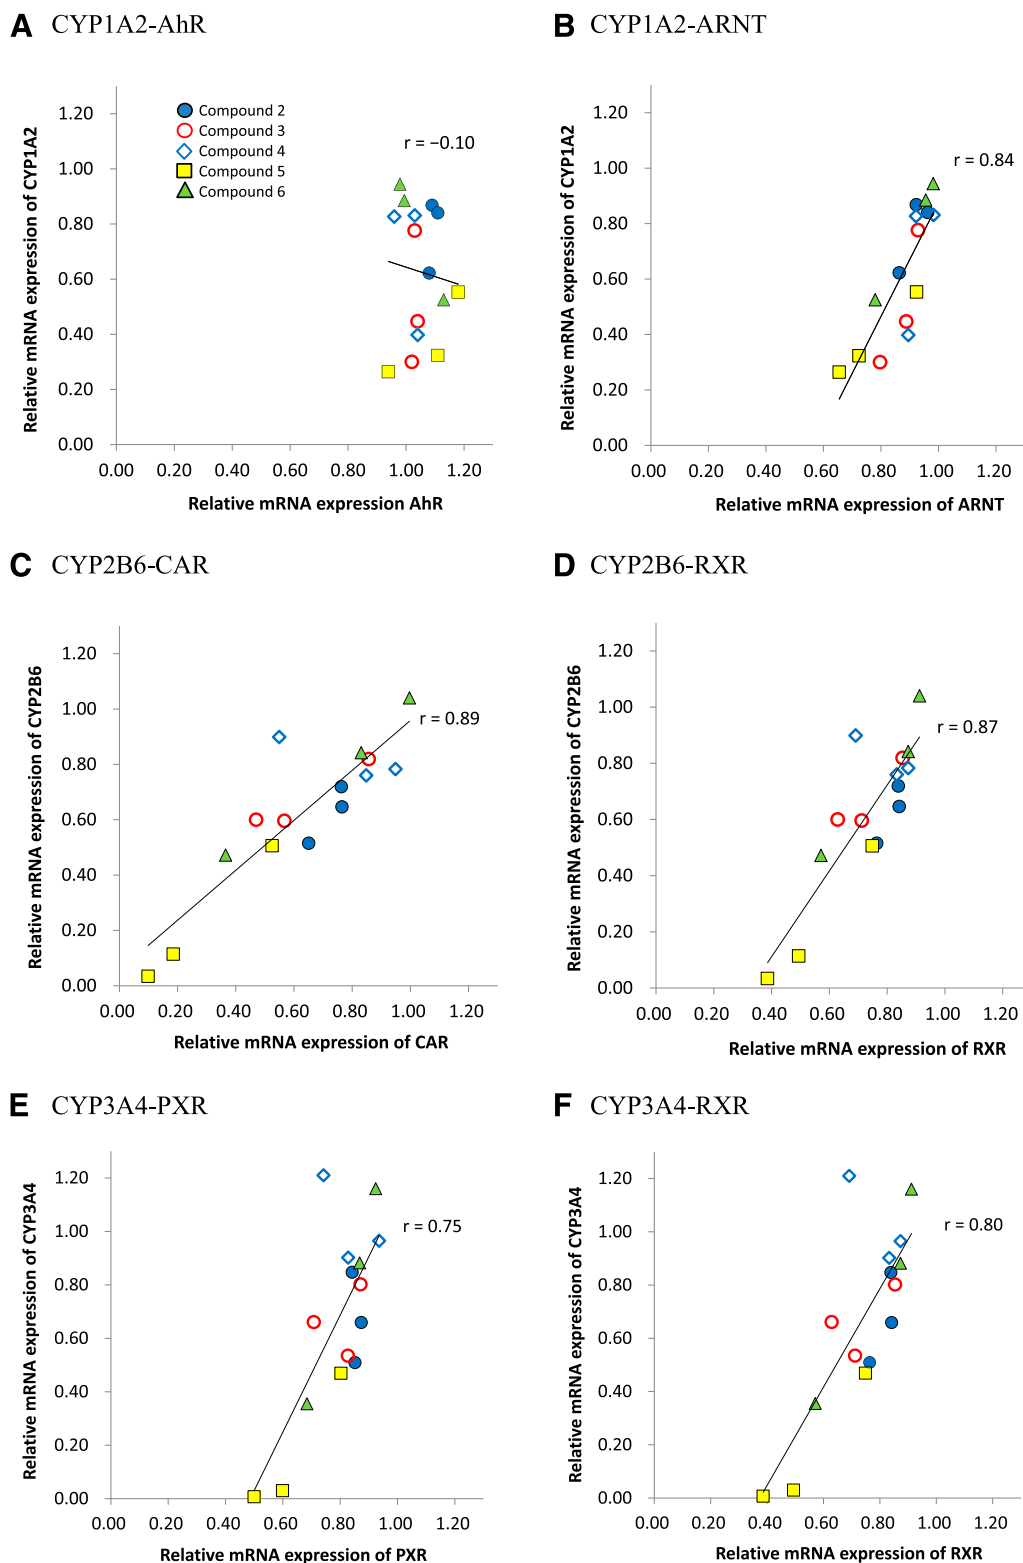 A CYP1A2-AhR
Relative mRNA expression of CYP1A2
1.20
1.00
0.80
0.60
0.40
0.20
0.00
Compound 2
Compound 3
Compound 4
Compound 5
Compound 6
r = −0.10
0.00 0.20 0.40 0.60 0.80 1.00 1.20
Relative mRNA expression AhR
B CYP1A2-ARNT
Relative mRNA expression of CYP1A2
1.20
1.00
0.80
0.60
0.40
0.20
0.00
r = 0.84
0.00 0.20 0.40 0.60 0.80 1.00 1.20
Relative mRNA expression of ARNT
C CYP2B6-CAR
Relative mRNA expression of CYP2B6
1.20
1.00
0.80
0.60
0.40
0.20
0.00
r = 0.89
0.00 0.20 0.40 0.60 0.80 1.00 1.20
Relative mRNA expression of CAR
D CYP2B6-RXR
Relative mRNA expression of CYP2B6
1.20
1.00
0.80
0.60
0.40
0.20
0.00
r = 0.87
0.00 0.20 0.40 0.60 0.80 1.00 1.20
Relative mRNA expression of RXR
E CYP3A4-PXR
Relative mRNA expression of CYP3A4
1.20
1.00
0.80
0.60
0.40
0.20
0.00
r = 0.75
0.00 0.20 0.40 0.60 0.80 1.00 1.20
Relative mRNA expression of PXR
F CYP3A4-RXR
Relative mRNA expression of CYP3A4
1.20
1.00
0.80
0.60
0.40
0.20
0.00
r = 0.80
0.00 0.20 0.40 0.60 0.80 1.00 1.20
Relative mRNA expression of RXR